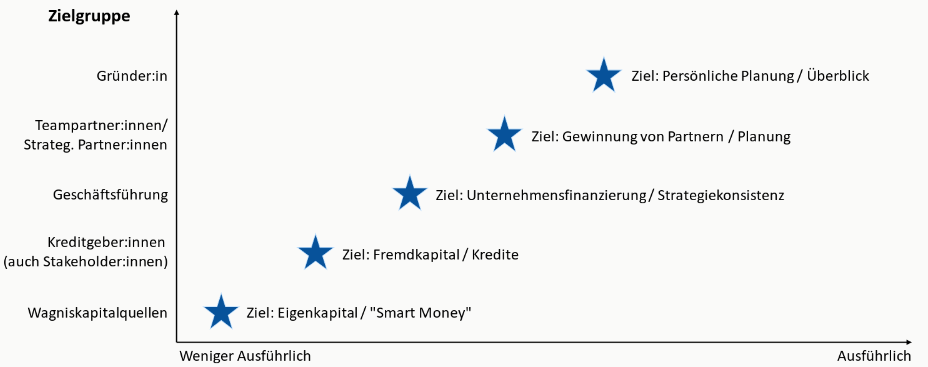 Zielgruppe
Gründer:in
Ziel: Persönliche Planung / Überblick
Teampartner:innen/
Strateg. Partner:innen
Ziel: Gewinnung von Partnern / Planung
Geschäftsführung
Ziel: Unternehmensfinanzierung / Strategiekonsistenz
Kreditgeber:innen
(auch Stakeholder:innen)
Ziel: Fremdkapital / Kredite
Wagniskapitalquellen
Ziel: Eigenkapital / "Smart Money"
Weniger Ausführlich
Ausführlich